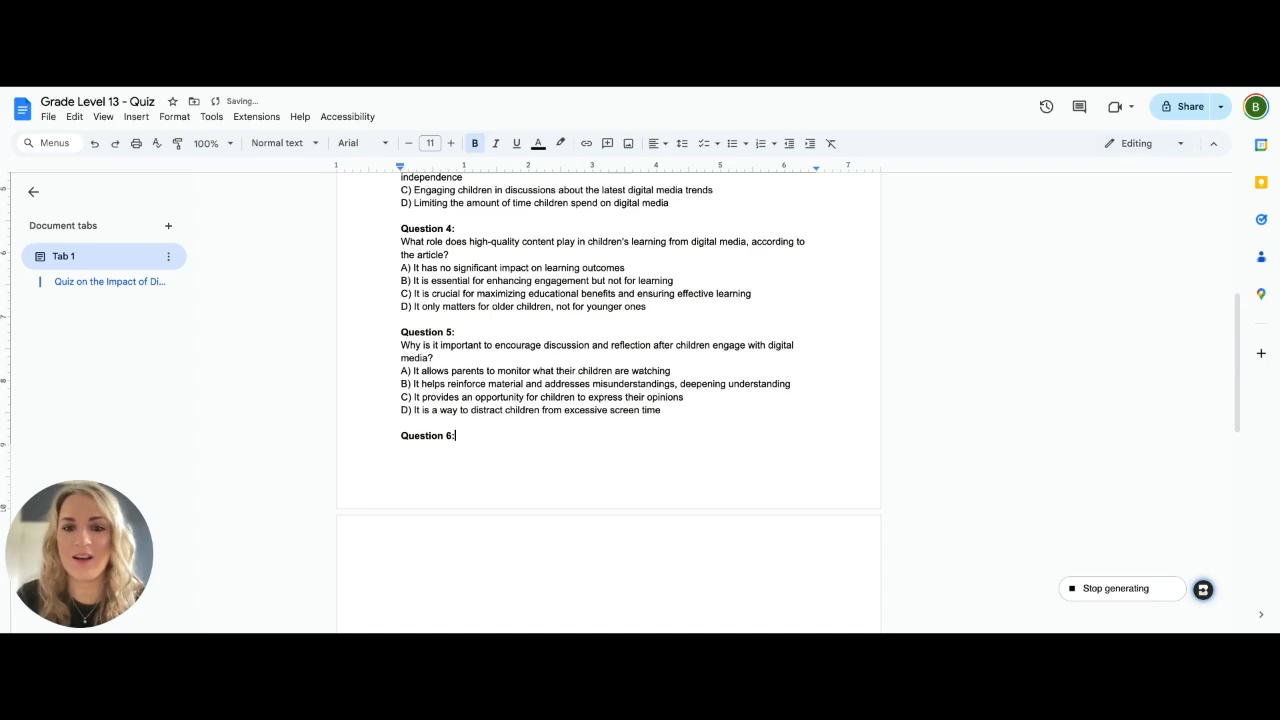 Grade Level 13 - Quiz Saving...
File Edit View Insert Format Tools Extensions Help Accessibility
Share
B
Menus 100% Normal text Arial 11 B I U A Editing
1 1 2 3 4 5 6 7
independence
C) Engaging children in discussions about the latest digital media trends
D) Limiting the amount of time children spend on digital media
Document tabs
Tab 1
Quiz on the Impact of Di...
Question 4:
What role does high-quality content play in children's learning from digital media, according to
the article?
A) It has no significant impact on learning outcomes
B) It is essential for enhancing engagement but not for learning
C) It is crucial for maximizing educational benefits and ensuring effective learning
D) It only matters for older children, not for younger ones
Question 5:
Why is it important to encourage discussion and reflection after children engage with digital
media?
A) It allows parents to monitor what their children are watching
B) It helps reinforce material and addresses misunderstandings, deepening understanding
C) It provides an opportunity for children to express their opinions
D) It is a way to distract children from excessive screen time
Question 6:
Stop generating